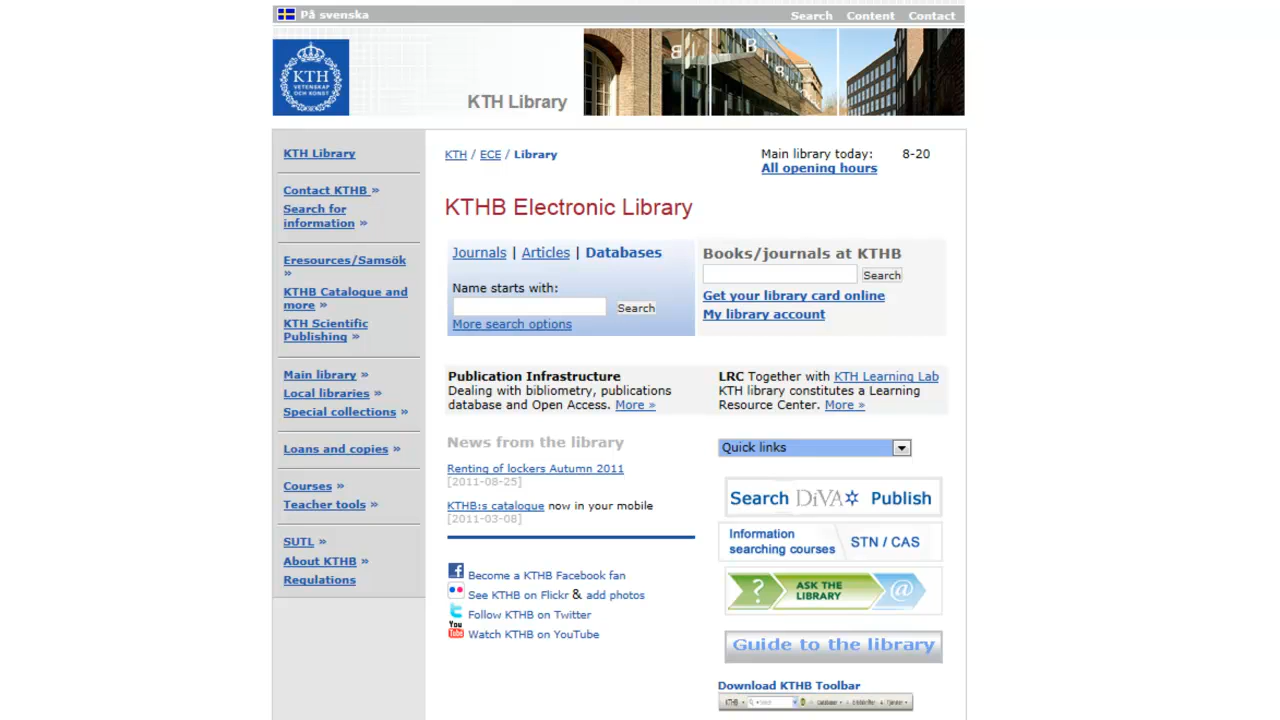 På svenska
Search Content Contact
KTH
VETENSKAP
OCH KONST
KTH Library
KTH Library
Contact KTHB »
Search for
information »
Eresources/Samsök
»
KTHB Catalogue and
more »
KTH Scientific
Publishing »
Main library »
Local libraries »
Special collections »
Loans and copies »
Courses »
Teacher tools »
SUTL »
About KTHB »
Regulations
KTH / ECE / Library
Main library today: 8-20
All opening hours
KTHB Electronic Library
Journals | Articles | Databases
Name starts with:
Search
More search options
Books/journals at KTHB
Search
Get your library card online
My library account
Publication Infrastructure
Dealing with bibliometry, publications
database and Open Access. More »
LRC Together with KTH Learning Lab
KTH library constitutes a Learning
Resource Center. More »
News from the library
Renting of lockers Autumn 2011
[2011-08-25]
KTHB:s catalogue now in your mobile
[2011-03-08]
Become a KTHB Facebook fan
See KTHB on Flickr & add photos
Follow KTHB on Twitter
You
Tube
Watch KTHB on YouTube
Quick links
Search DiVA Publish
Information
searching courses
STN / CAS
? ASK THE
LIBRARY @
Guide to the library
Download KTHB Toolbar
KTHB